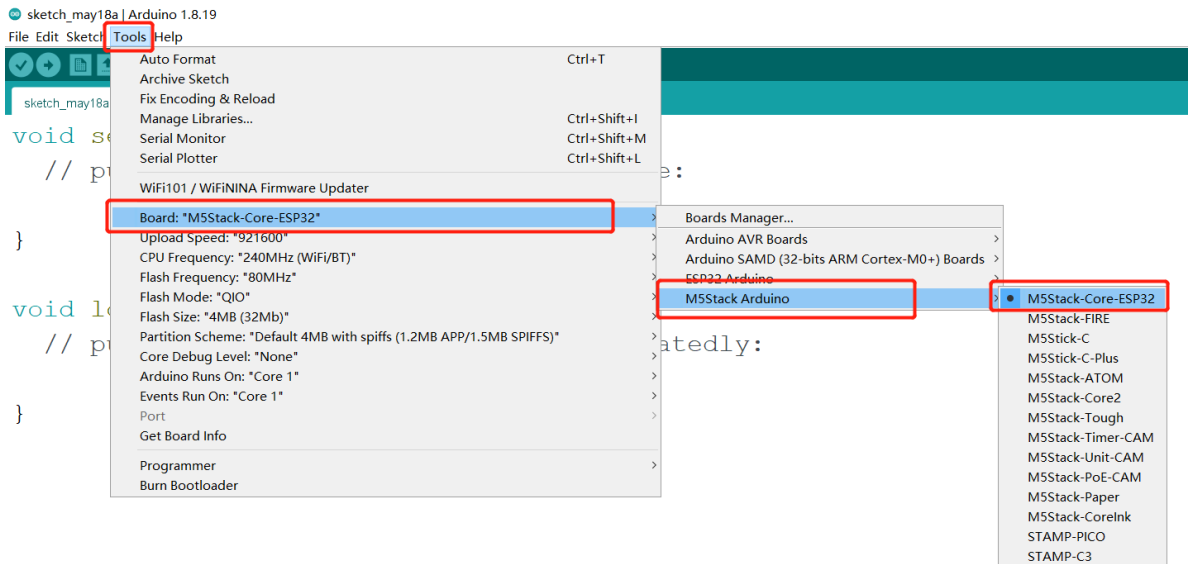 sketch_may18a | Arduino 1.8.19
File Edit Sketch Tools Help
sketch_may18a
Auto Format Ctrl+T
Archive Sketch
Fix Encoding & Reload
Manage Libraries... Ctrl+Shift+I
Serial Monitor Ctrl+Shift+M
Serial Plotter Ctrl+Shift+L
WiFi101 / WiFiNINA Firmware Updater
Board: "M5Stack-Core-ESP32"
Upload Speed: "921600"
CPU Frequency: "240MHz (WiFi/BT)"
Flash Frequency: "80MHz"
Flash Mode: "QIO"
Flash Size: "4MB (32Mb)"
Partition Scheme: "Default 4MB with spiffs (1.2MB APP/1.5MB SPIFFS)"
Core Debug Level: "None"
Arduino Runs On: "Core 1"
Events Run On: "Core 1"
Port
Get Board Info
Programmer
Burn Bootloader
Boards Manager...
Arduino AVR Boards
Arduino SAMD (32-bits ARM Cortex-M0+) Boards
ESP32 Arduino
M5Stack Arduino
M5Stack-Core-ESP32
M5Stack-FIRE
M5Stick-C
M5Stick-C-Plus
M5Stack-ATOM
M5Stack-Core2
M5Stack-Tough
M5Stack-Timer-CAM
M5Stack-Unit-CAM
M5Stack-PoE-CAM
M5Stack-Paper
M5Stack-CoreInk
STAMP-PICO
STAMP-C3
void se
// pu e:
}
void lo
// pu atedly:
}